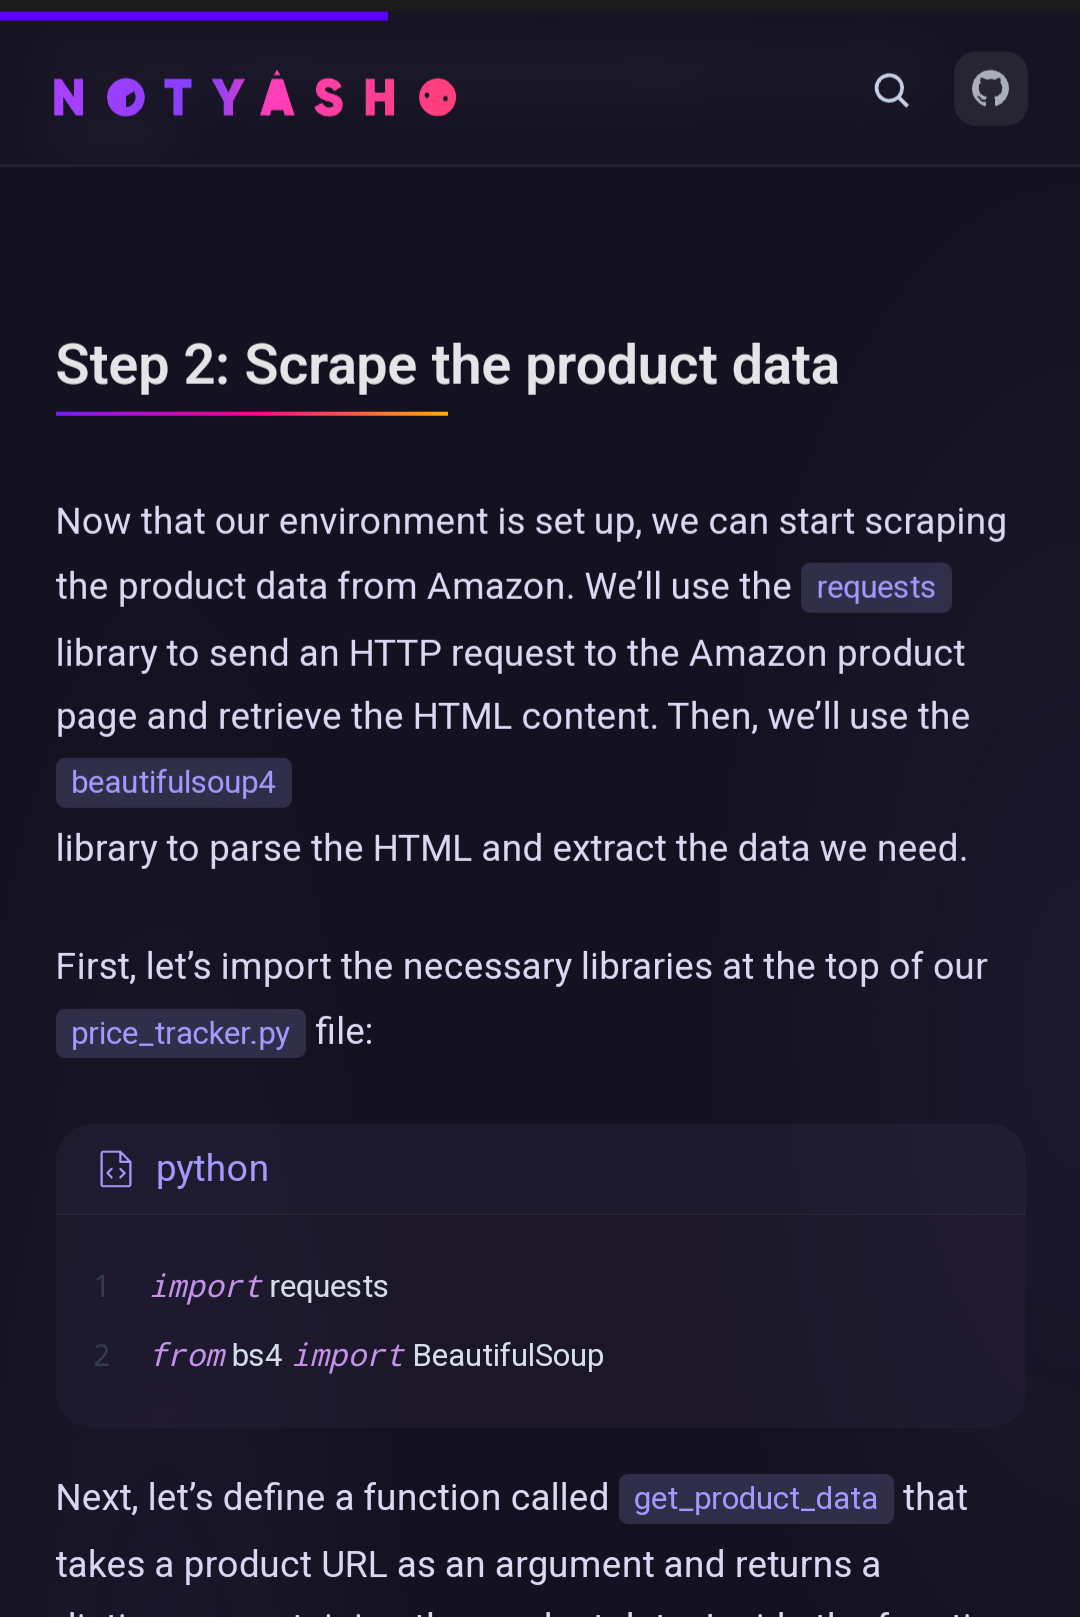 NOTYASHO
Step 2: Scrape the product data
Now that our environment is set up, we can start scraping
the product data from Amazon. We’ll use the requests
library to send an HTTP request to the Amazon product
page and retrieve the HTML content. Then, we’ll use the
beautifulsoup4
library to parse the HTML and extract the data we need.
First, let’s import the necessary libraries at the top of our
price_tracker.py file:
python
1 import requests
2 from bs4 import BeautifulSoup
Next, let’s define a function called get_product_data that
takes a product URL as an argument and returns a